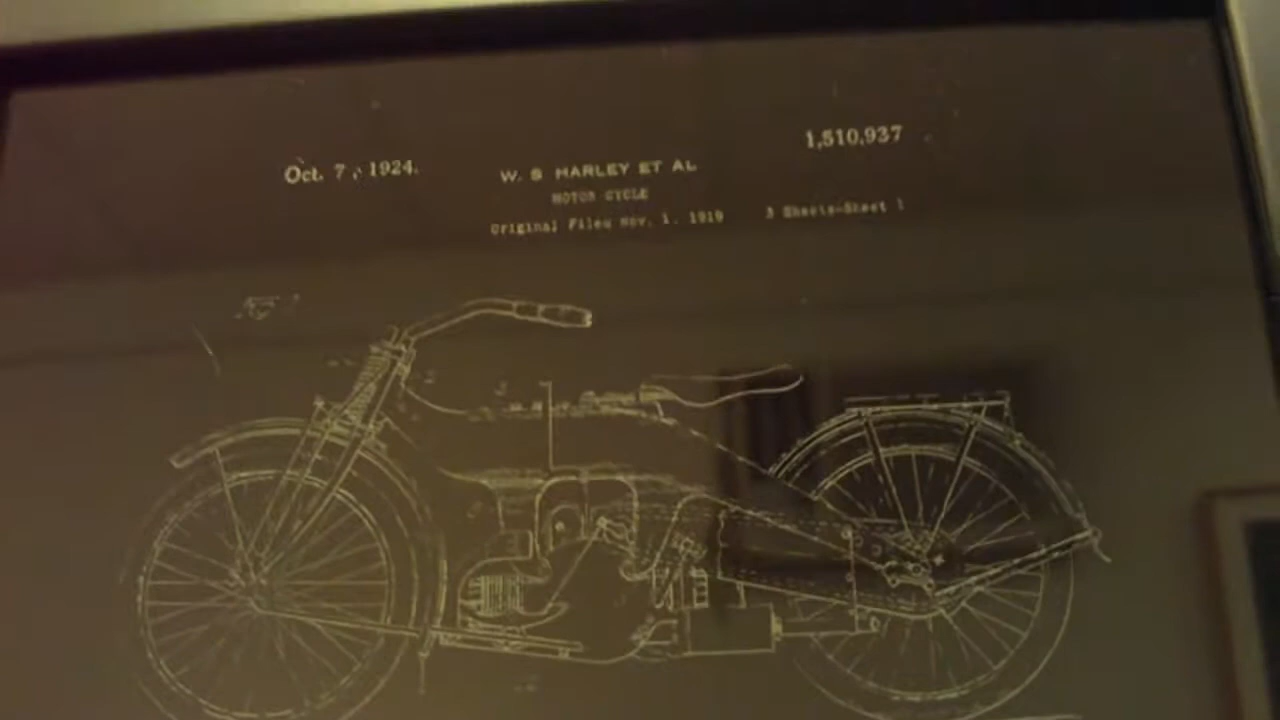 Oct. 7, 1924.
1,510,937
W. S. HARLEY ET AL
MOTOR CYCLE
Original Filed Nov. 1. 1919 3 Sheets-Sheet 1